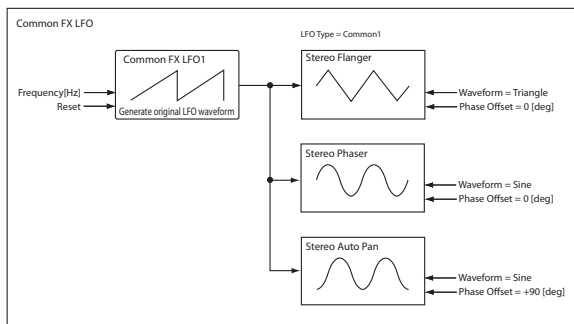 Common FX LFO
LFO Type = Common1
Common FX LFO1
Generate original LFO waveform
Frequency[Hz]
Reset
Stereo Flanger
Waveform = Triangle
Phase Offset = 0 [deg]
Stereo Phaser
Waveform = Sine
Phase Offset = 0 [deg]
Stereo Auto Pan
Waveform = Sine
Phase Offset = +90 [deg]